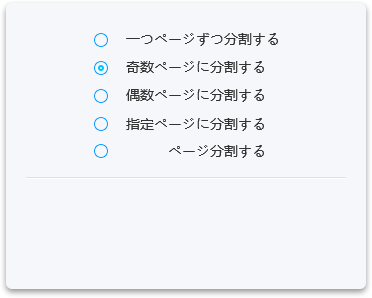 一つページずつ分割する
奇数ページに分割する
偶数ページに分割する
指定ページに分割する
ページ分割する